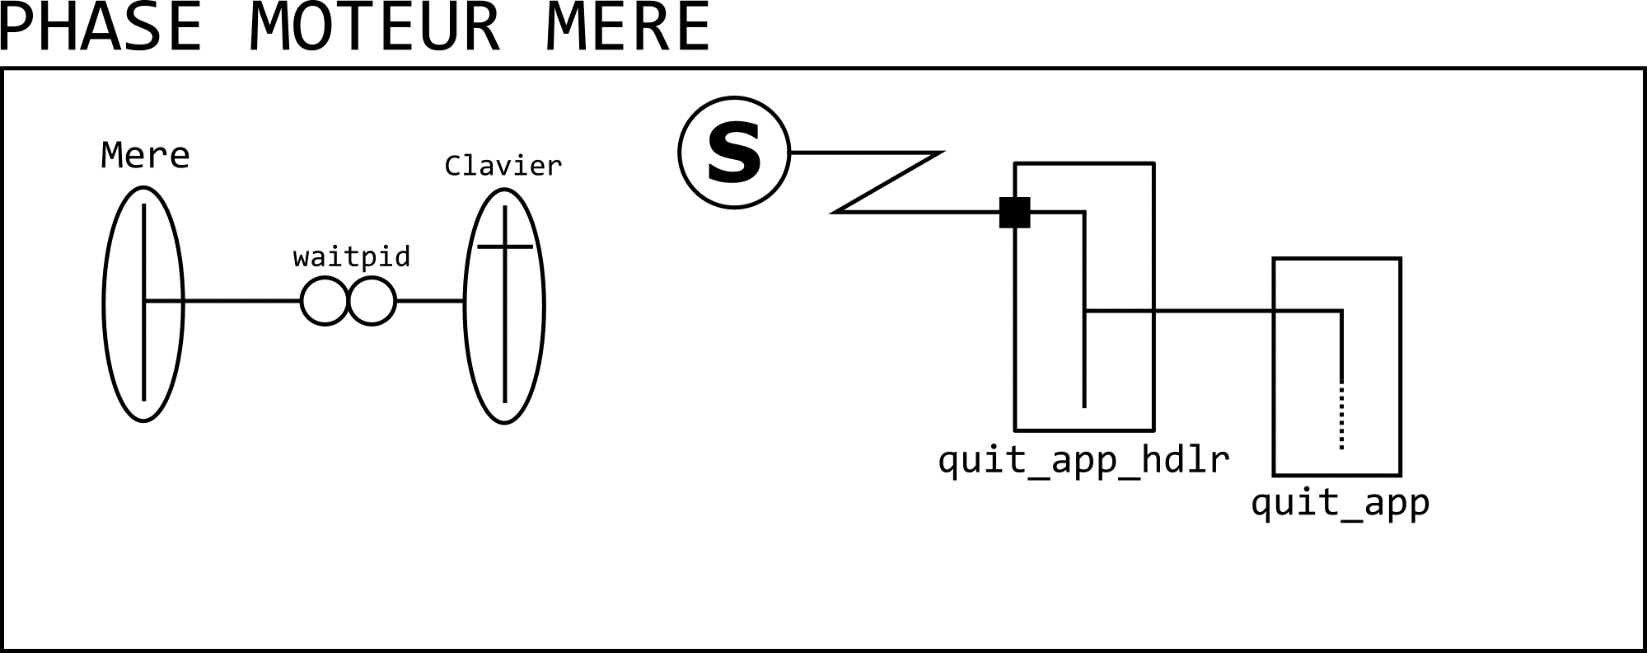 PHASE MOTEUR MERE
Mere
Clavier
waitpid
S
quit_app_hdlr
quit_app